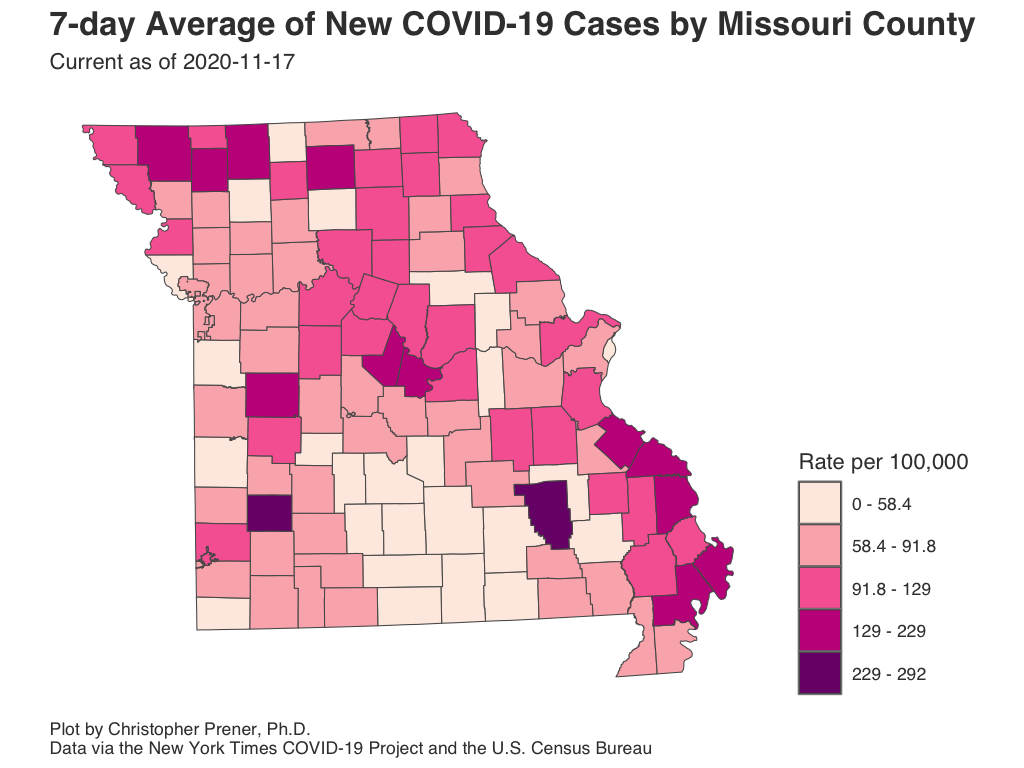 7-day Average of New COVID-19 Cases by Missouri County
Current as of 2020-11-17
Rate per 100,000
0 - 58.4
58.4 - 91.8
91.8 - 129
129 - 229
229 - 292
Plot by Christopher Prener, Ph.D.
Data via the New York Times COVID-19 Project and the U.S. Census Bureau